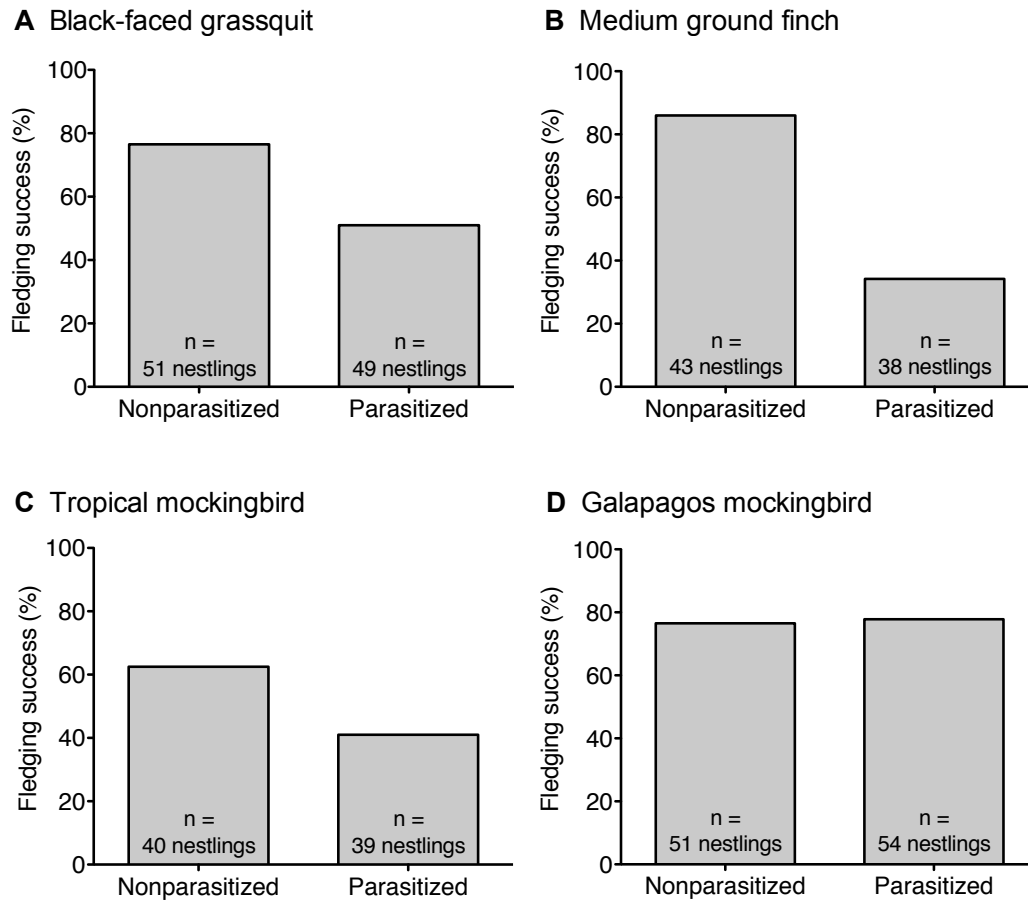 A Black-faced grassquit
Fledging success (%)
100
80
60
40
20
0
n =
51 nestlings
n =
49 nestlings
Nonparasitized
Parasitized
B Medium ground finch
Fledging success (%)
100
80
60
40
20
0
n =
43 nestlings
n =
38 nestlings
Nonparasitized
Parasitized
C Tropical mockingbird
Fledging success (%)
100
80
60
40
20
0
n =
40 nestlings
n =
39 nestlings
Nonparasitized
Parasitized
D Galapagos mockingbird
Fledging success (%)
100
80
60
40
20
0
n =
51 nestlings
n =
54 nestlings
Nonparasitized
Parasitized